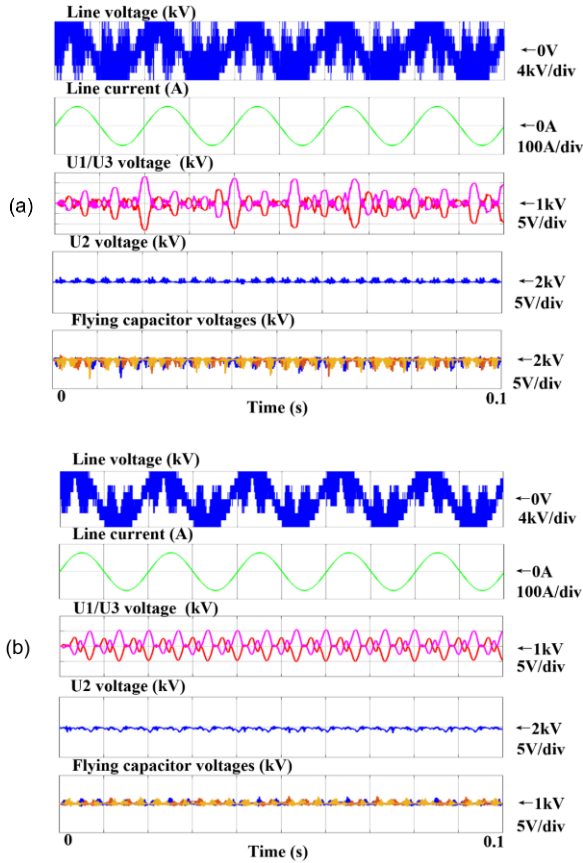 Line voltage (kV)
←0V
4kV/div
Line current (A)
←0A
100A/div
U1/U3 voltage (kV)
(a)
←1kV
5V/div
U2 voltage (kV)
←2kV
5V/div
Flying capacitor voltages (kV)
←2kV
5V/div
0
0.1
Time (s)
Line voltage (kV)
←0V
4kV/div
Line current (A)
←0A
100A/div
U1/U3 voltage (kV)
(b)
←1kV
5V/div
U2 voltage (kV)
←2kV
5V/div
Flying capacitor voltages (kV)
←1kV
5V/div
0
0.1
Time (s)